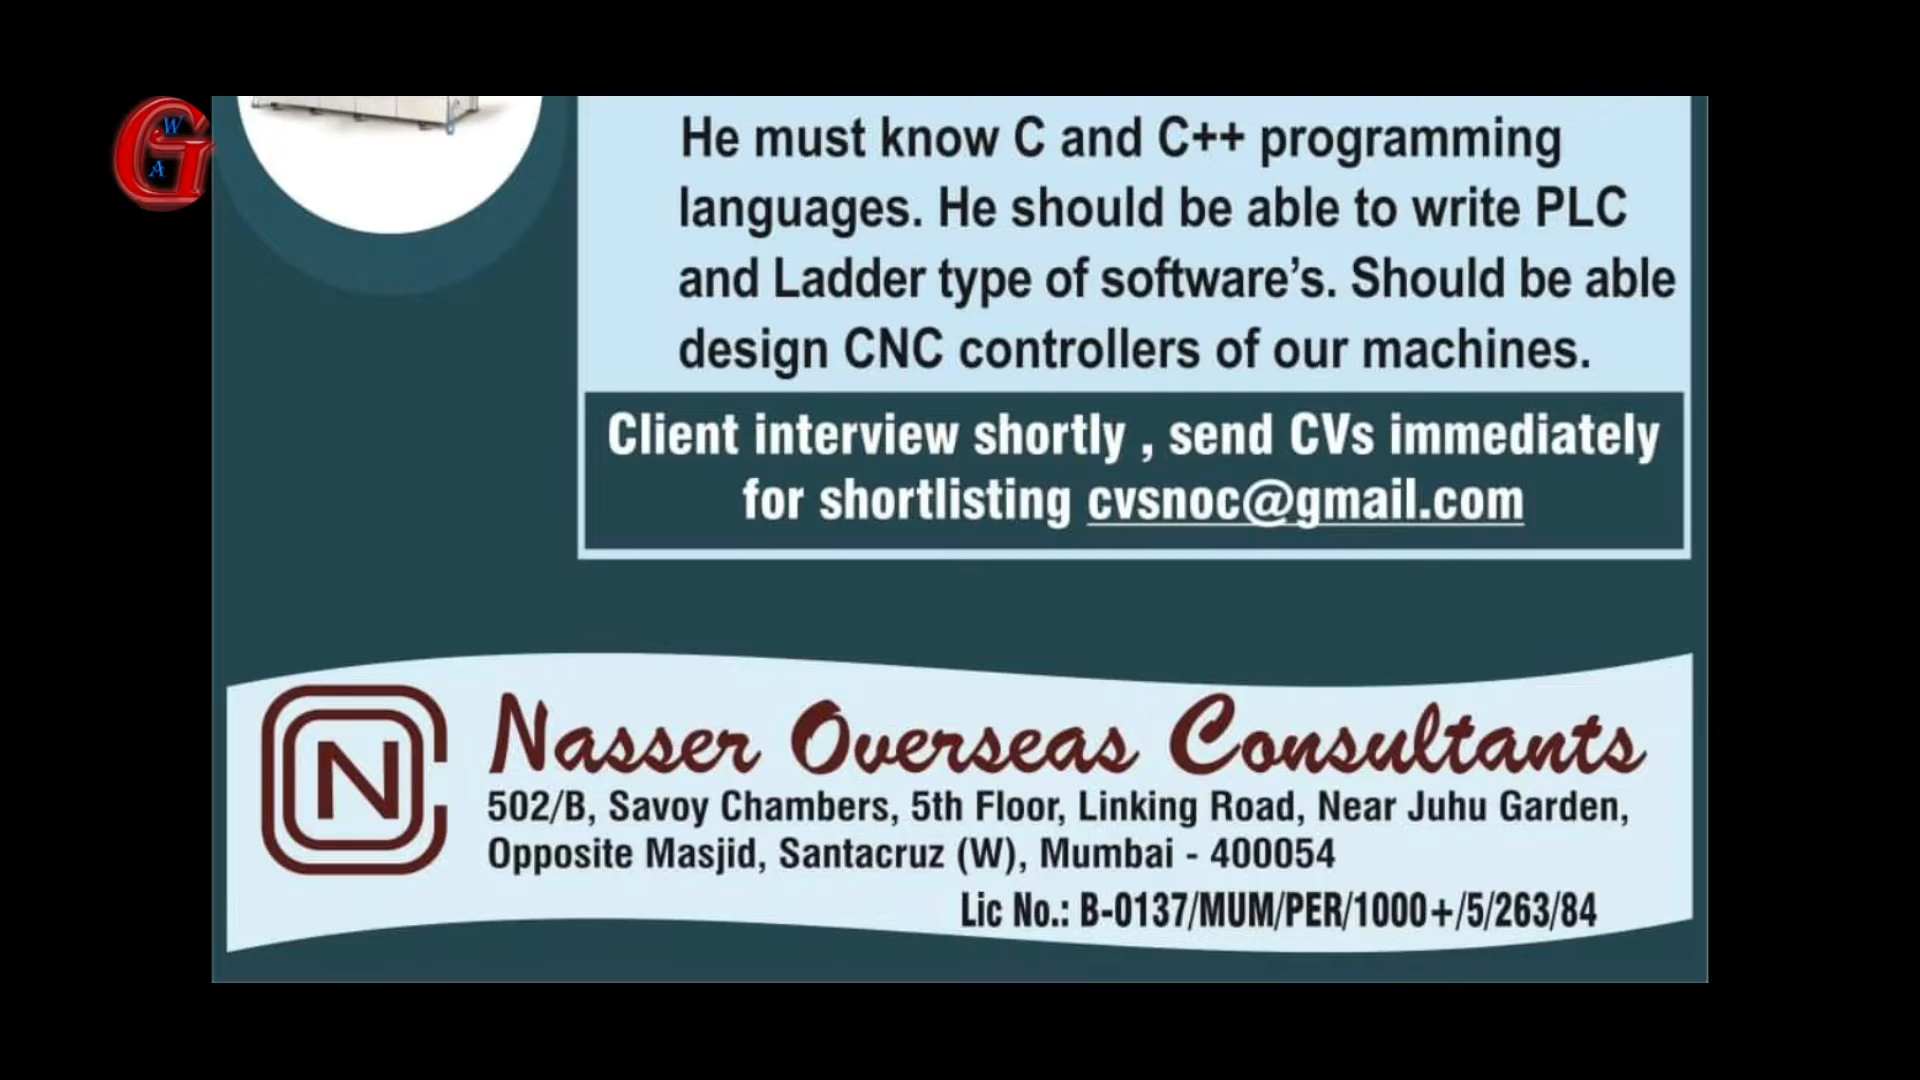 W
G
A
He must know C and C++ programming
languages. He should be able to write PLC
and Ladder type of software’s. Should be able
design CNC controllers of our machines.
Client interview shortly , send CVs immediately
for shortlisting cvsnoc@gmail.com
N
Nasser Overseas Consultants
502/B, Savoy Chambers, 5th Floor, Linking Road, Near Juhu Garden,
Opposite Masjid, Santacruz (W), Mumbai - 400054
Lic No.: B-0137/MUM/PER/1000+/5/263/84